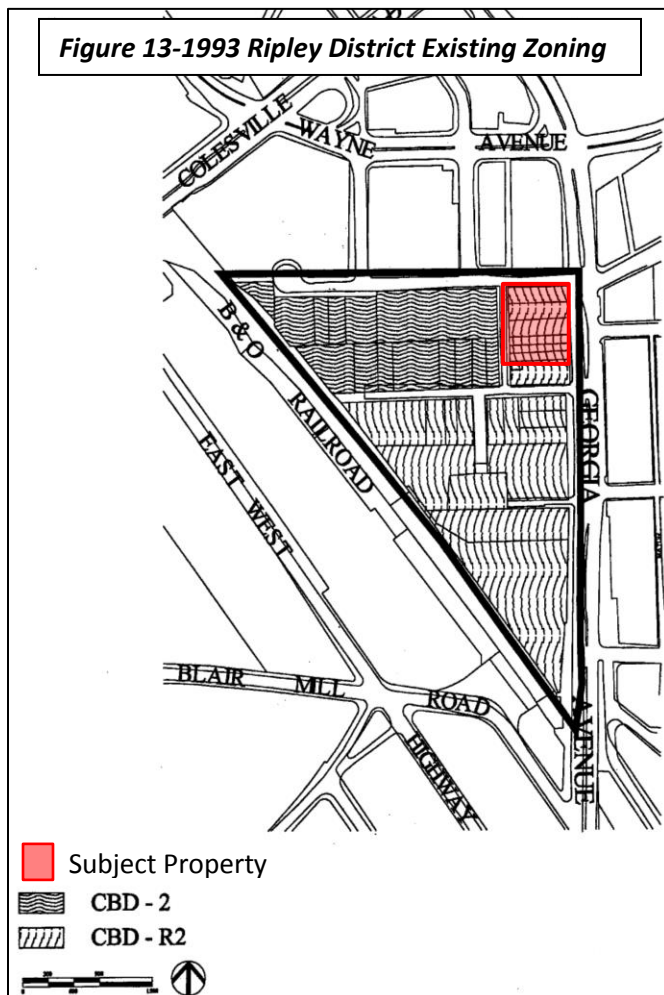 Figure 13-1993 Ripley District Existing Zoning
COLESVILLE
WAYNE
AVENUE
B & O
RAILROAD
GEORGIA
AVENUE
EAST WEST
HIGHWAY
BLAIR MILL ROAD
Subject Property
CBD - 2
CBD - R2